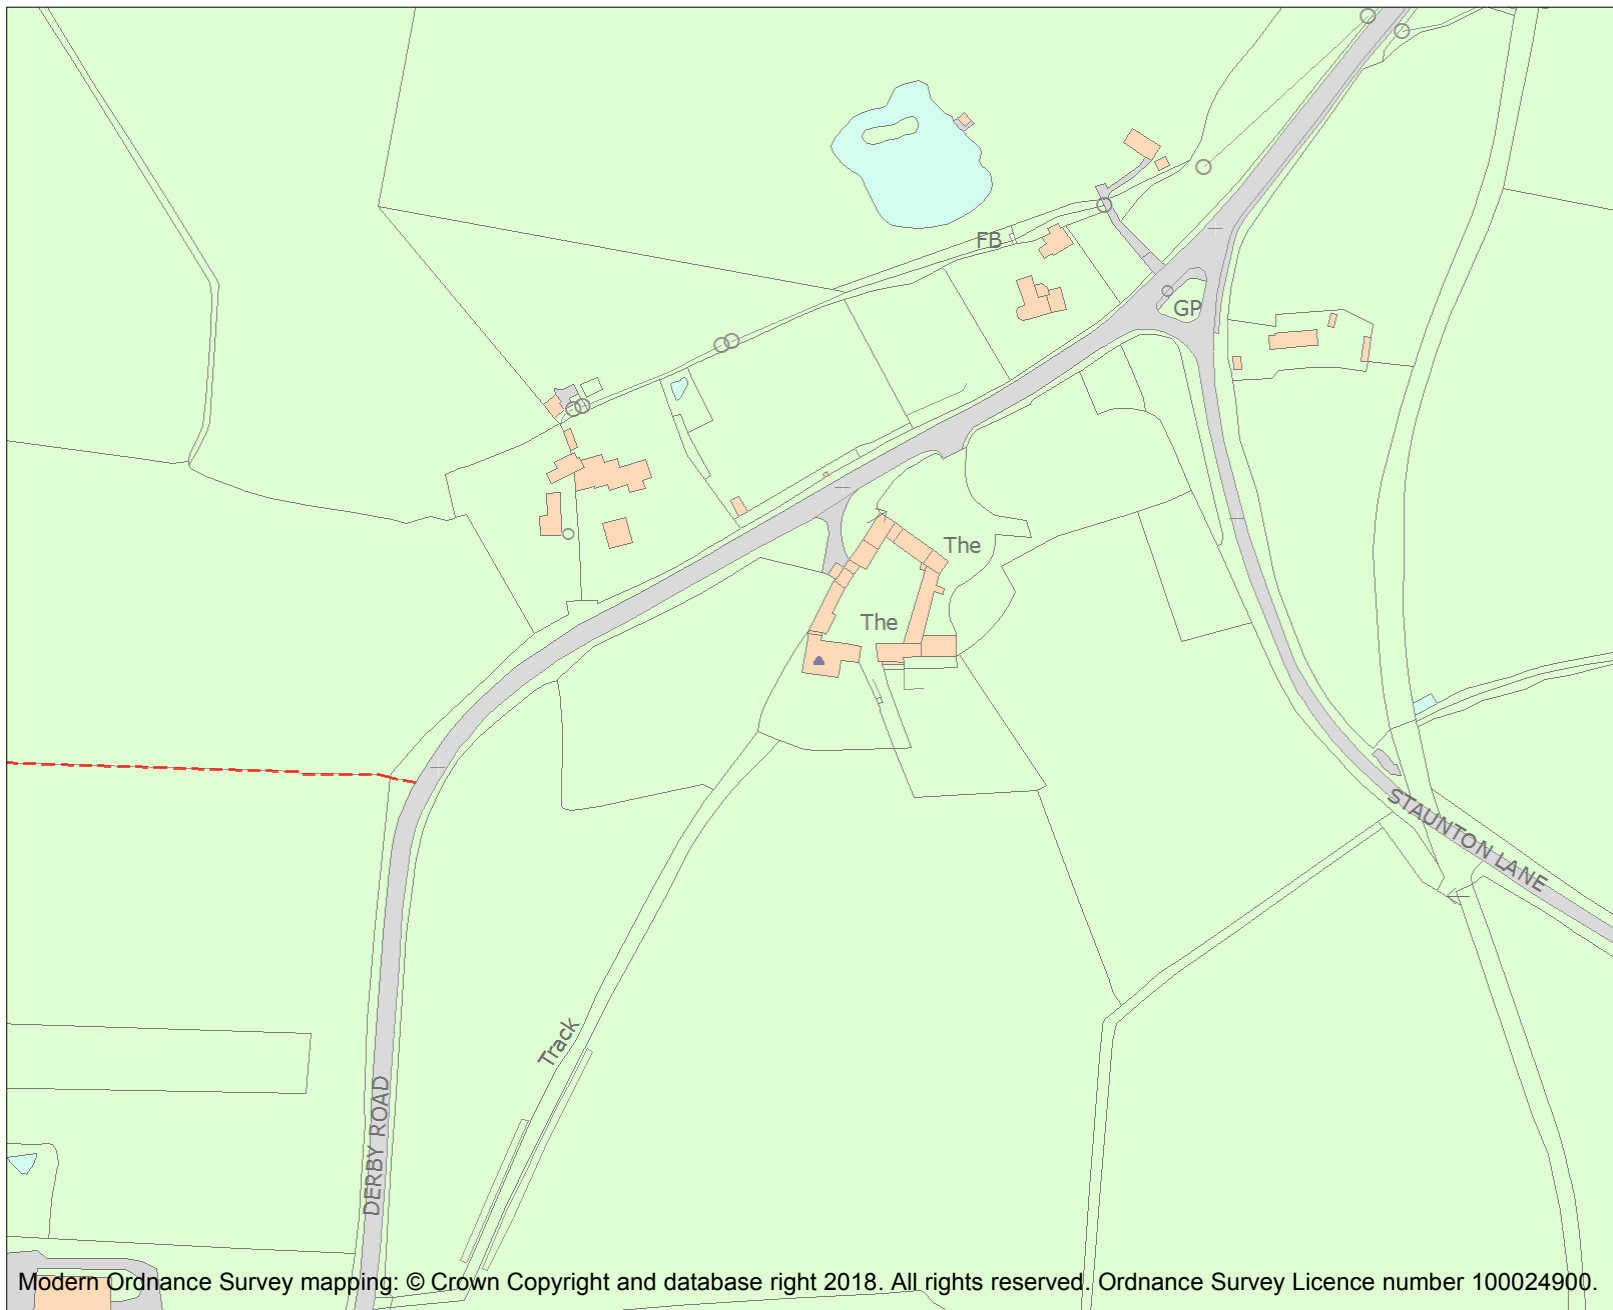 FB
GP
The
The
STAUNTON LANE
Track
DERBY ROAD
Modern Ordnance Survey mapping: © Crown Copyright and database right 2018. All rights reserved. Ordnance Survey Licence number 100024900.